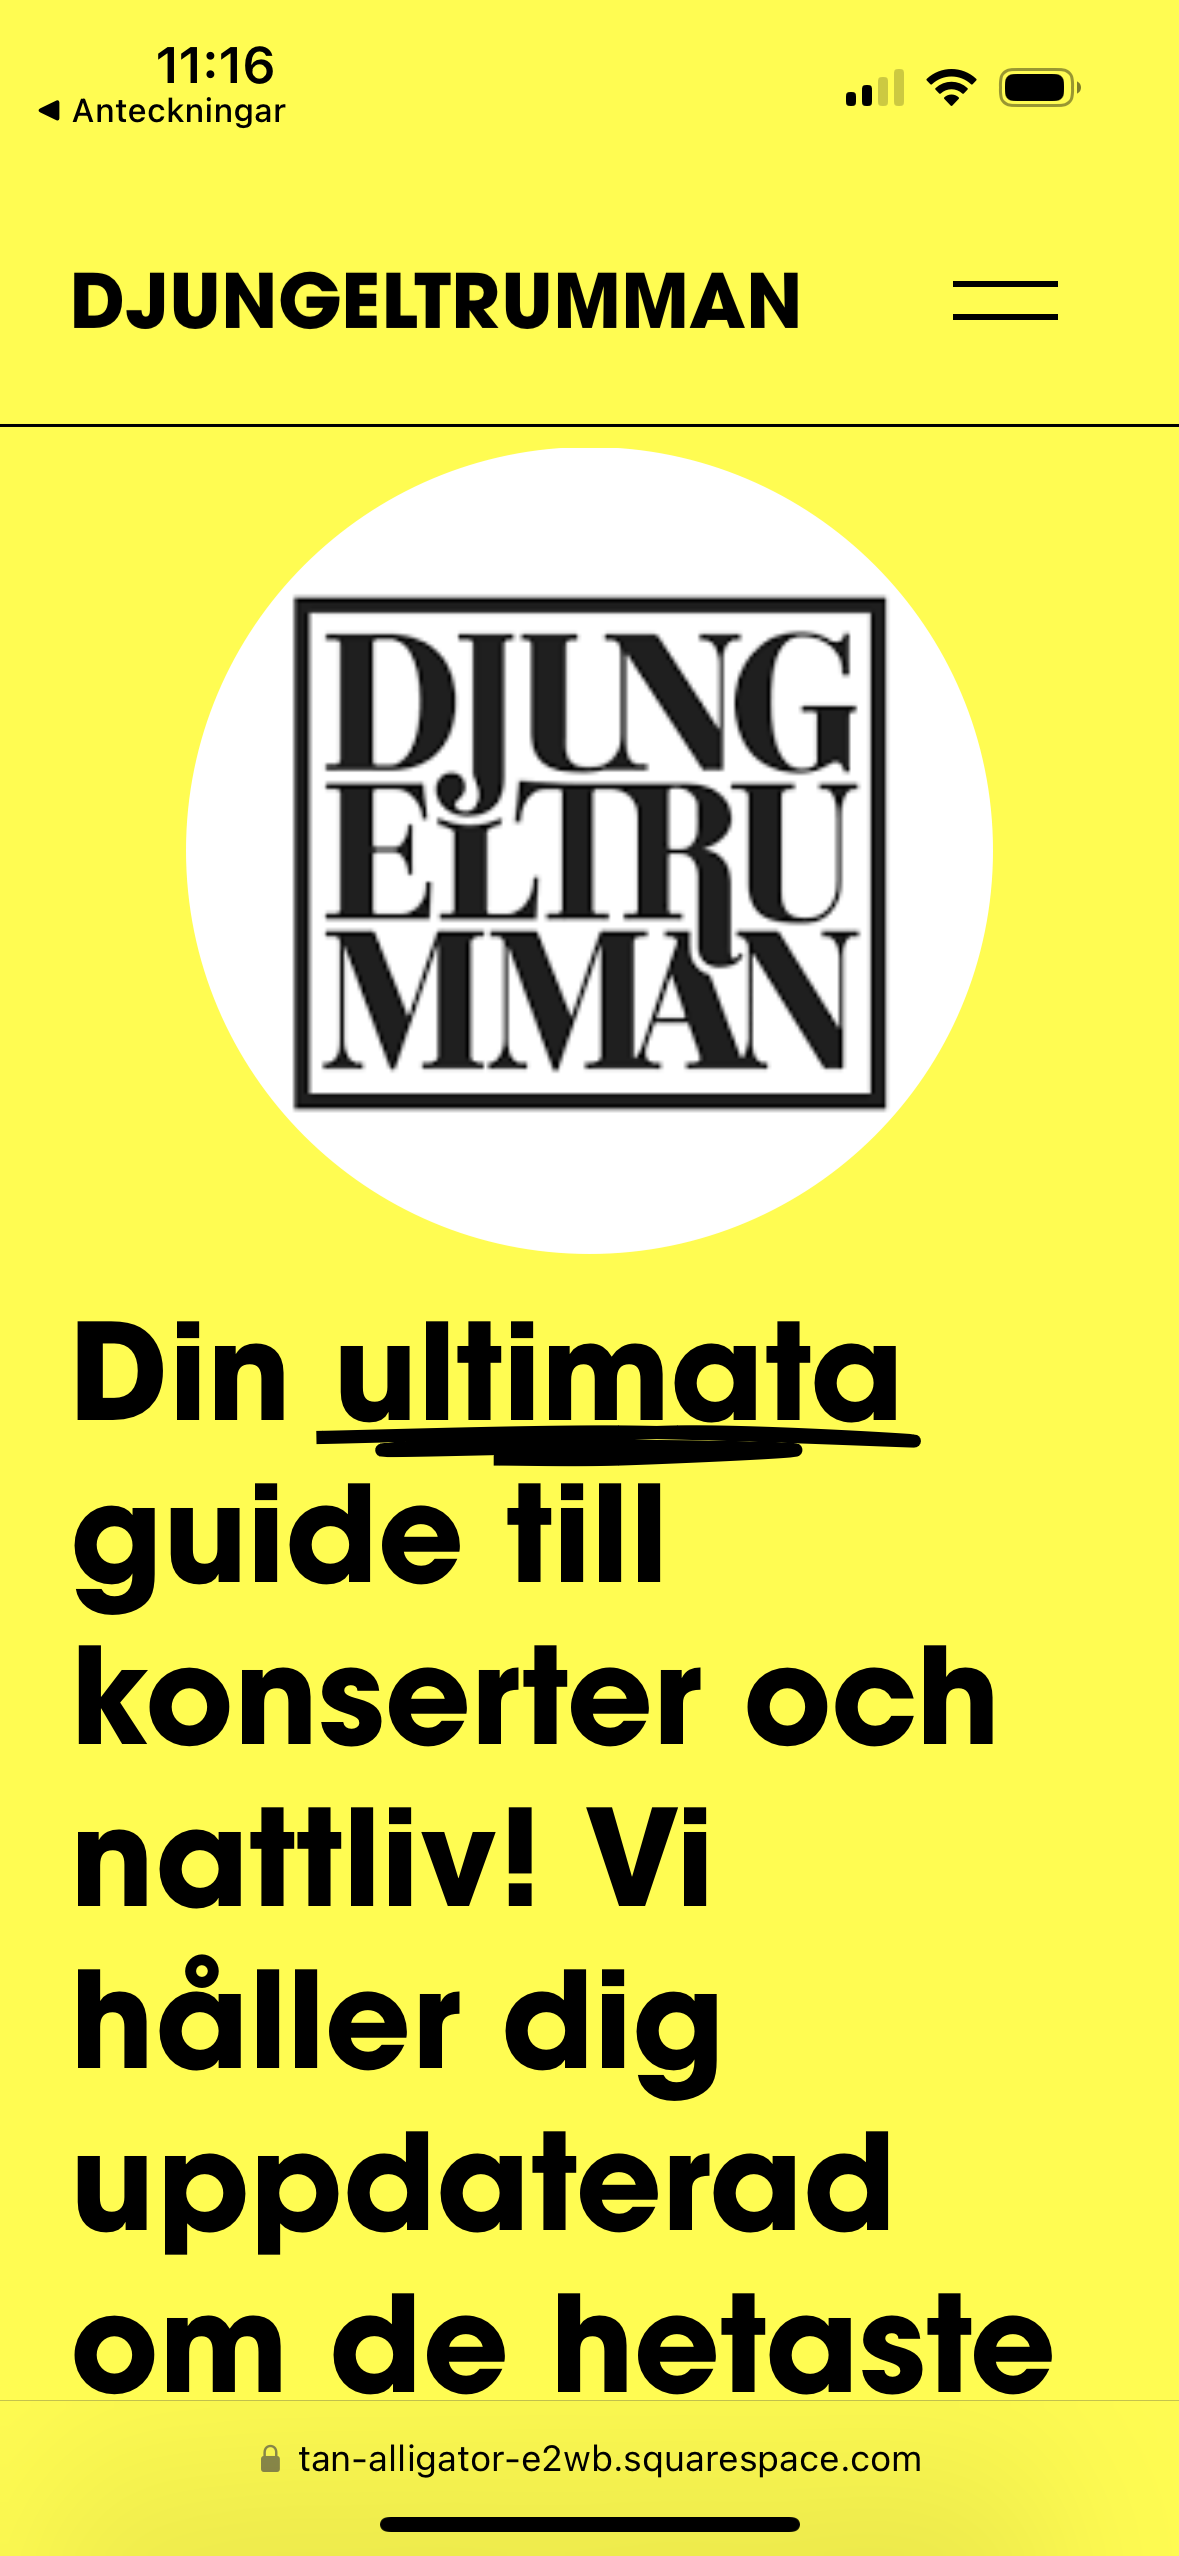 11:16
Anteckningar
DJUNGELTRUMMAN
DJUNG
ELTRU
MMAN
Din ultimata
guide till
konserter och
nattliv! Vi
håller dig
uppdaterad
om de hetaste
tan-alligator-e2wb.squarespace.com